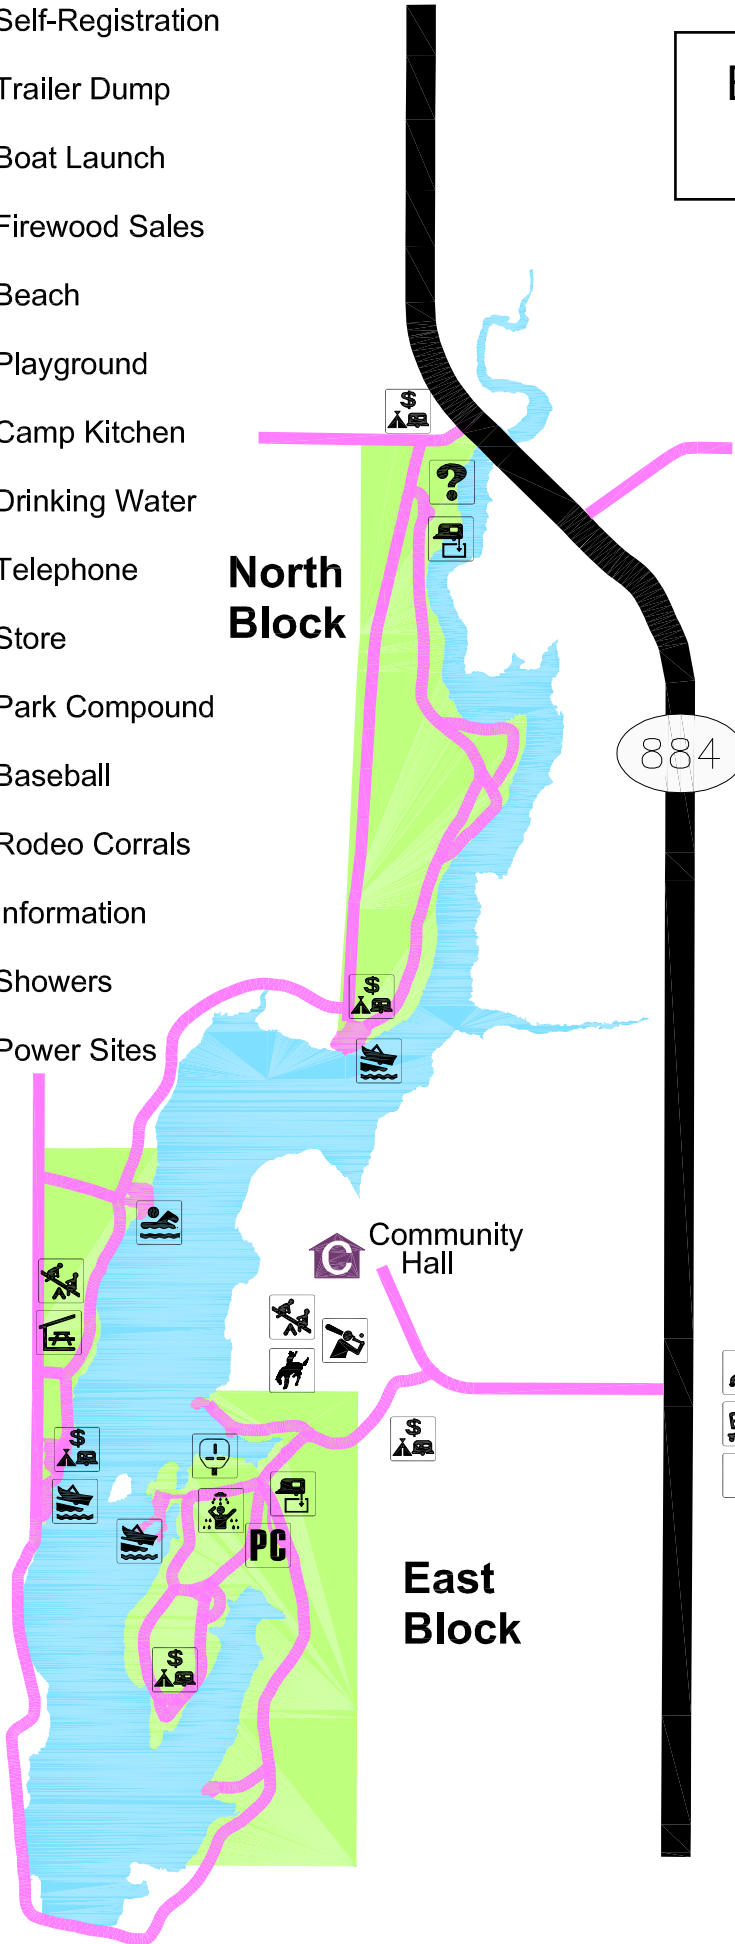 Self-Registration
Trailer Dump
Boat Launch
Firewood Sales
Beach
Playground
Camp Kitchen
Drinking Water
Telephone
Store
Park Compound
Baseball
Rodeo Corrals
Information
Showers
Power Sites
$
?
North
Block
884
$
C
Community
Hall
$
$
PC
East
Block
$